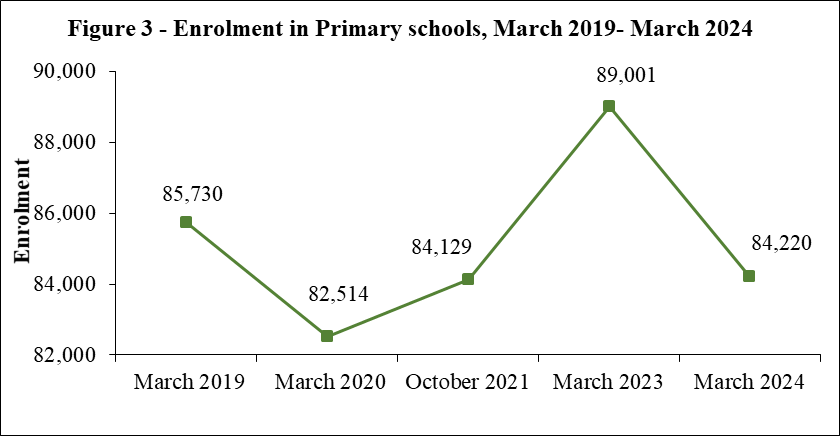 Figure 3 - Enrolment in Primary schools, March 2019- March 2024
90,000
88,000
86,000
84,000
82,000
Enrolment
85,730
82,514
84,129
89,001
84,220
March 2019
March 2020
October 2021
March 2023
March 2024